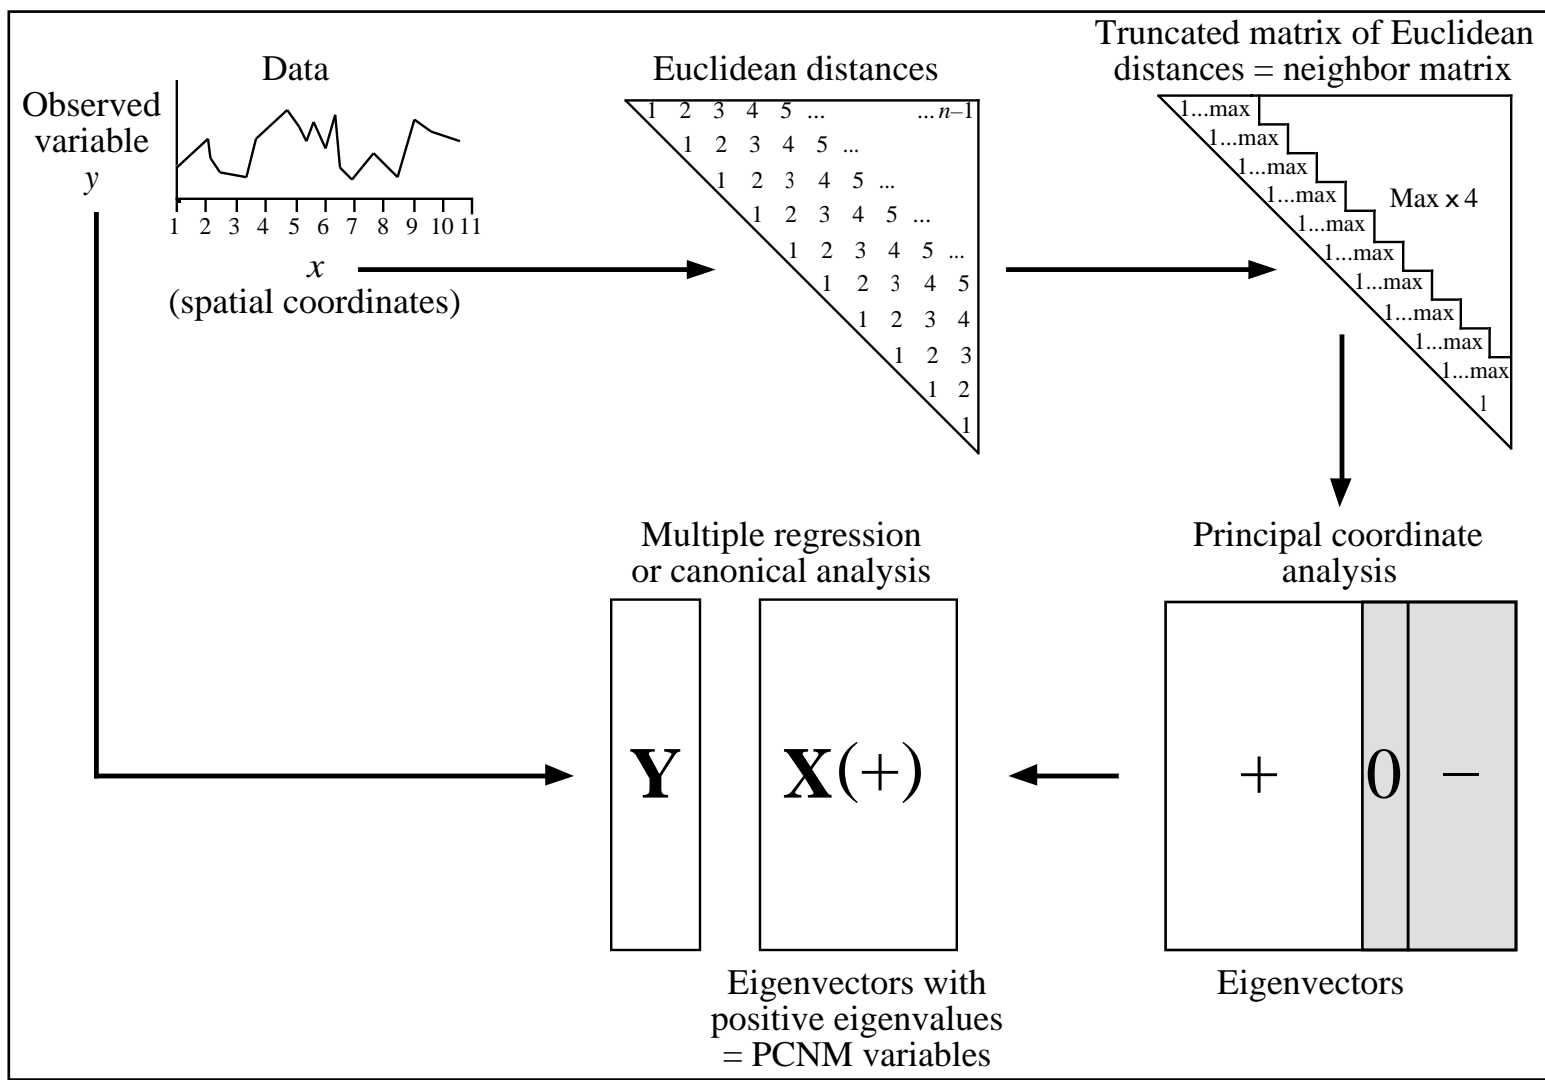 Data
Observed
variable
y
1 2 3 4 5 6 7 8 9 10 11
x
(spatial coordinates)
Euclidean distances
1 2 3 4 5 ... ... n–1
1 2 3 4 5 ...
1 2 3 4 5 ...
1 2 3 4 5 ...
1 2 3 4 5 ...
1 2 3 4 5
1 2 3 4
1 2 3
1 2
1
Truncated matrix of Euclidean
distances = neighbor matrix
1...max
1...max
1...max
1...max
Max x 4
1...max
1...max
1...max
1...max
1...max
1...max
1
Multiple regression
or canonical analysis
Y
X(+)
Eigenvectors with
positive eigenvalues
= PCNM variables
Principal coordinate
analysis
+ 0 –
Eigenvectors